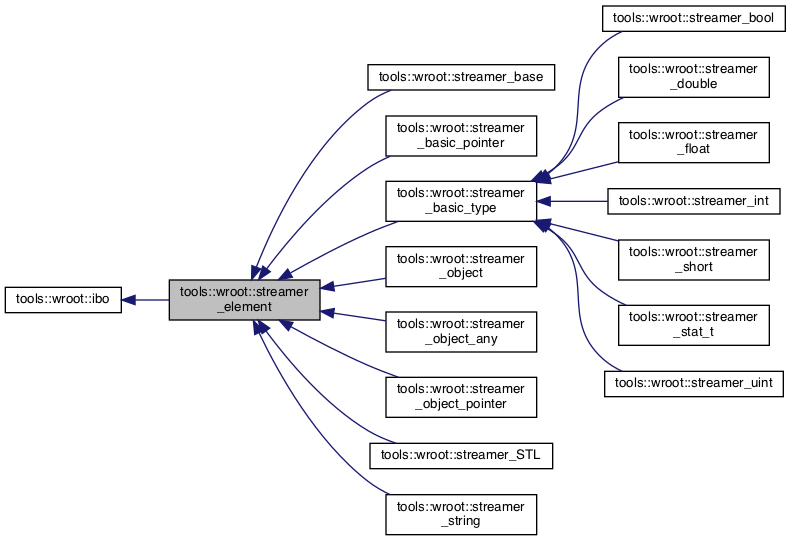 tools::wroot::ibo
tools::wroot::streamer
_element
tools::wroot::streamer_base
tools::wroot::streamer
_basic_pointer
tools::wroot::streamer
_basic_type
tools::wroot::streamer
_object
tools::wroot::streamer
_object_any
tools::wroot::streamer
_object_pointer
tools::wroot::streamer_STL
tools::wroot::streamer
_string
tools::wroot::streamer_bool
tools::wroot::streamer
_double
tools::wroot::streamer
_float
tools::wroot::streamer_int
tools::wroot::streamer
_short
tools::wroot::streamer
_stat_t
tools::wroot::streamer_uint